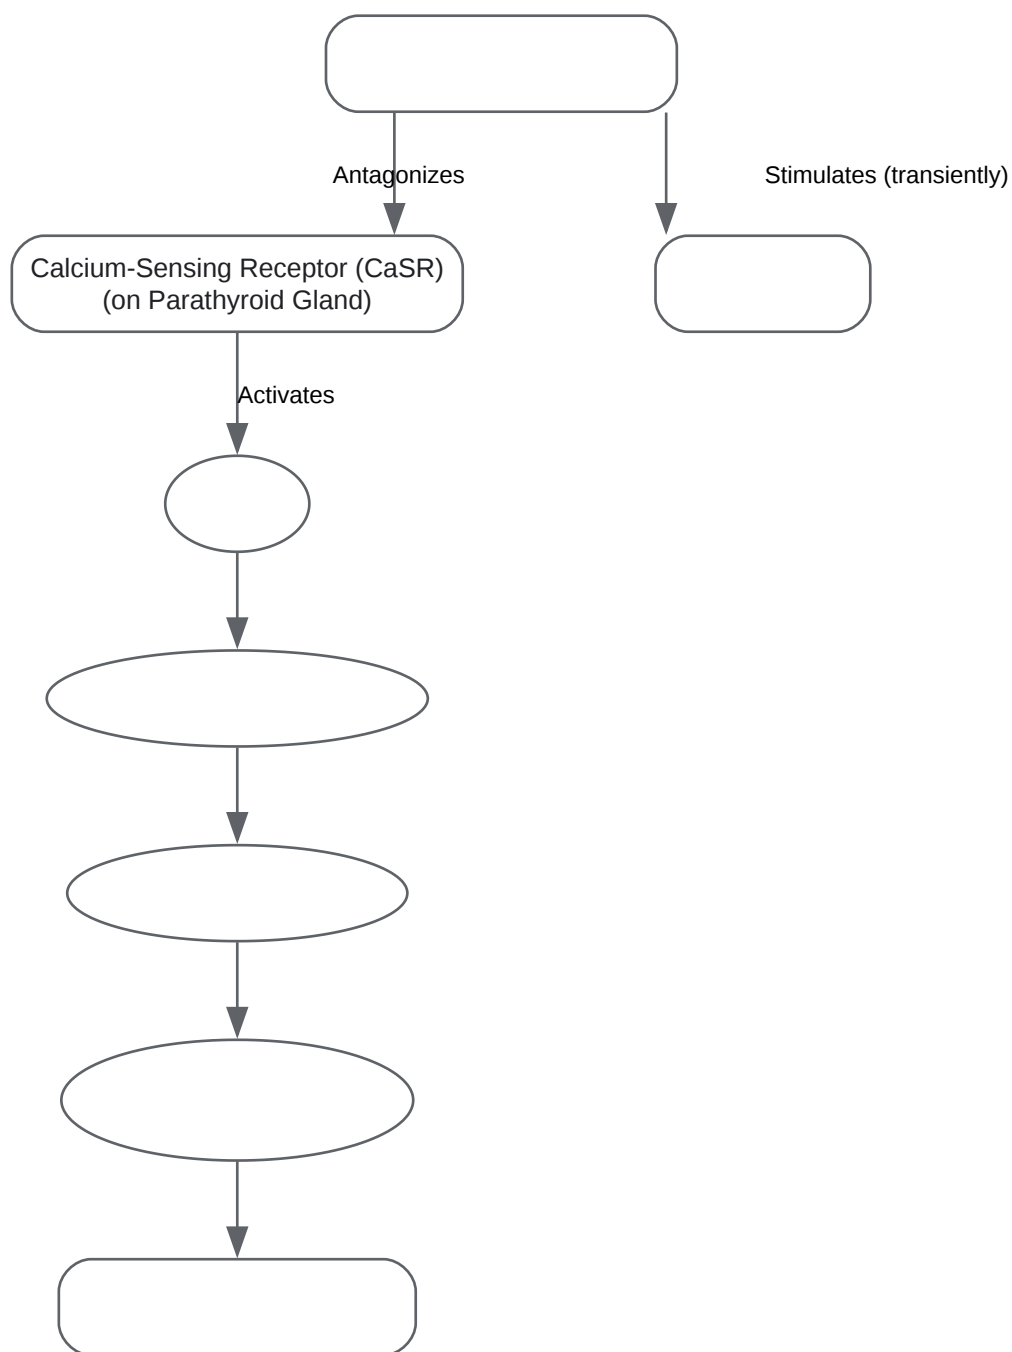 Antagonizes
Stimulates (transiently)
Calcium-Sensing Receptor (CaSR)
(on Parathyroid Gland)
Activates